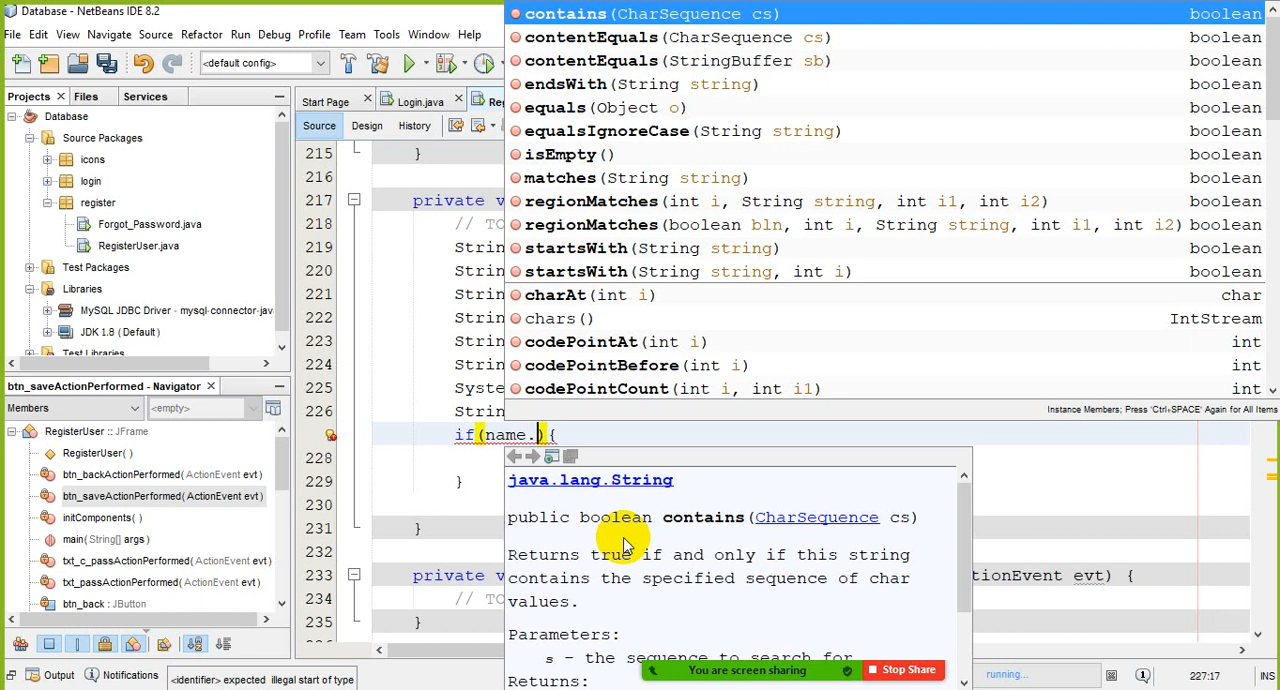 Database - NetBeans IDE 8.2
File Edit View Navigate Source Refactor Run Debug Profile Team Tools Window Help
<default config>
Projects Files Services
Database
Source Packages
icons
login
register
Forgot_Password.java
RegisterUser.java
Test Packages
Libraries
MySQL JDBC Driver - mysql-connector-jav
JDK 1.8 (Default)
Test Libraries
btn_saveActionPerformed - Navigator
Members <empty>
RegisterUser :: JFrame
RegisterUser()
btn_backActionPerformed(ActionEvent evt)
btn_saveActionPerformed(ActionEvent evt)
initComponents()
main(String[] args)
txt_c_passActionPerformed(ActionEvent evt)
txt_passActionPerformed(ActionEvent evt)
btn_back : JButton
Output Notifications <identifier> expected illegal start of type
Start Page Login.java Re
Source Design History
215 }
216
217 private v
218 // TO
219 Strin
220 Strin
221 Strin
222 Strin
223 Strin
224 Strin
225 Syste
226 Strin
if(name.){
228
229 }
230
231 }
232
233 private v ctionEvent evt) {
234 // TO
235 }
contains(CharSequence cs) boolean
contentEquals(CharSequence cs) boolean
contentEquals(StringBuffer sb) boolean
endsWith(String string) boolean
equals(Object o) boolean
equalsIgnoreCase(String string) boolean
isEmpty() boolean
matches(String string) boolean
regionMatches(int i, String string, int i1, int i2) boolean
regionMatches(boolean bln, int i, String string, int i1, int i2) boolean
startsWith(String string) boolean
startsWith(String string, int i) boolean
charAt(int i) char
chars() IntStream
codePointAt(int i) int
codePointBefore(int i) int
codePointCount(int i, int i1) int
Instance Members; Press 'Ctrl+SPACE' Again for All Items
java.lang.String
public boolean contains(CharSequence cs)
Returns true if and only if this string
contains the specified sequence of char
values.
Parameters:
s - the sequence to search for
Returns:
You are screen sharing Stop Share
running... 227:17 INS